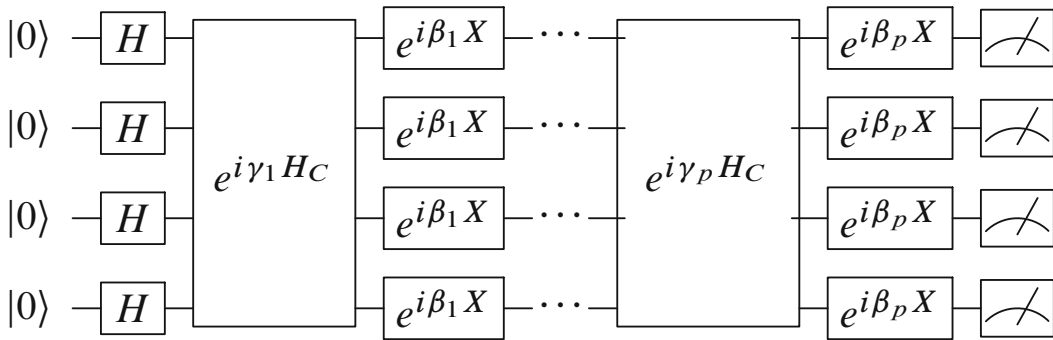 |0⟩ H e^{iβ_1 X} ⋯ e^{iβ_p X}
|0⟩ H e^{iβ_1 X} ⋯ e^{iβ_p X}
e^{iγ_1 H_C} e^{iγ_p H_C}
|0⟩ H e^{iβ_1 X} ⋯ e^{iβ_p X}
|0⟩ H e^{iβ_1 X} ⋯ e^{iβ_p X}